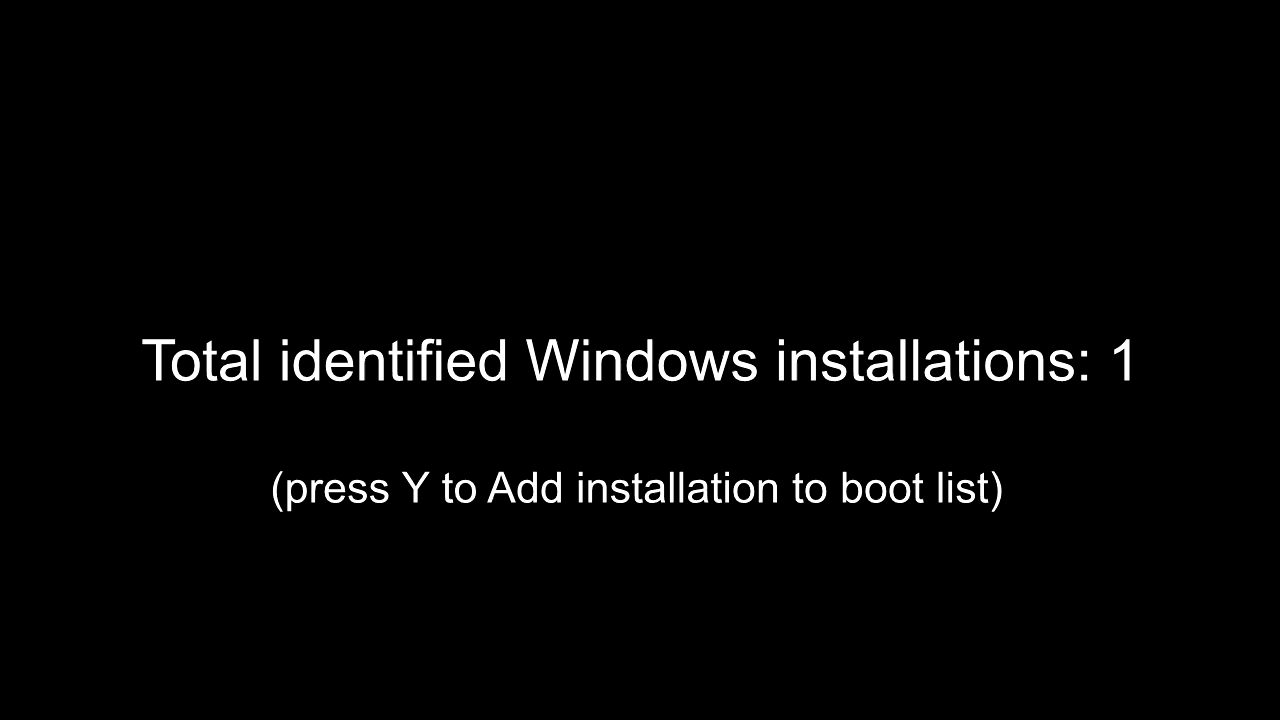 Total identified Windows installations: 1
(press Y to Add installation to boot list)